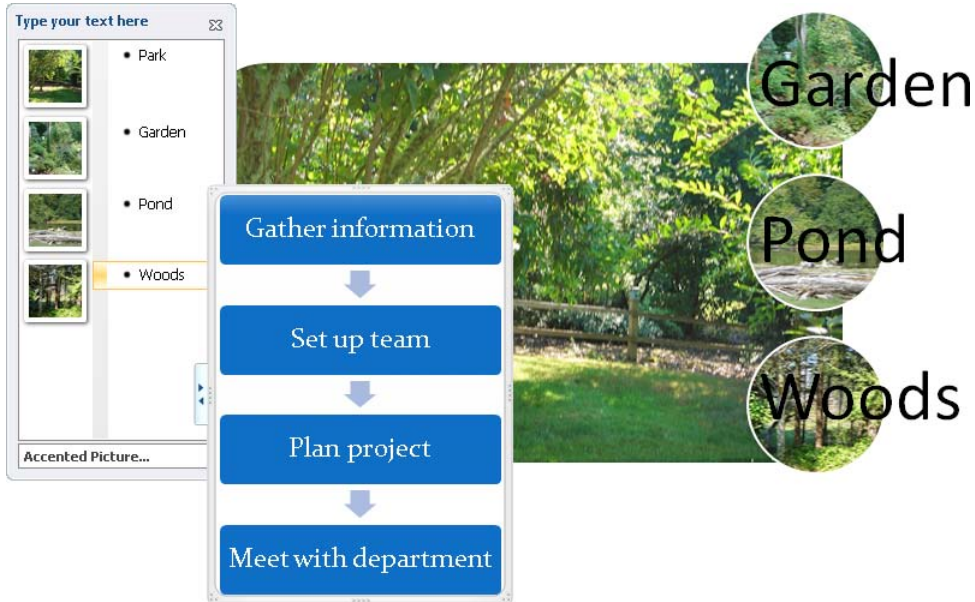 Type your text here
Park
Garden
Pond
Woods
Accented Picture...
Gather information
Set up team
Plan project
Meet with department
Garden
Pond
Woods